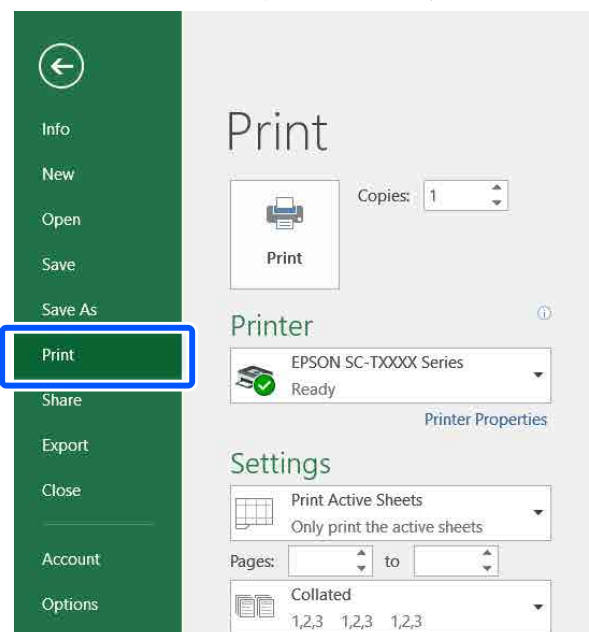 Info
New
Open
Save
Save As
Print
Share
Export
Close
Account
Options
Print
Copies: 1
Print
Printer
EPSON SC-TXXXX Series
Ready
Printer Properties
Settings
Print Active Sheets
Only print the active sheets
Pages: to
Collated
1,2,3 1,2,3 1,2,3